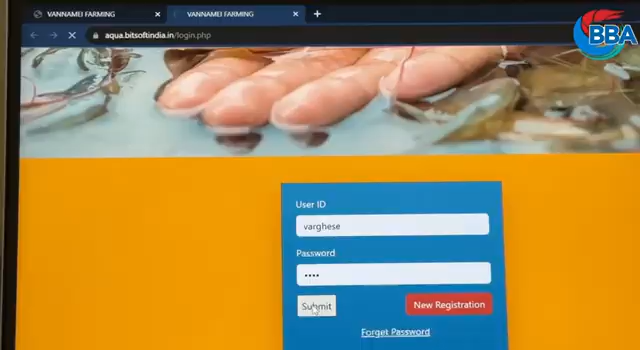 VANNAMEI FARMING
VANNAMEI FARMING
aqua.bitsoftindia.in/login.php
BBA
User ID
varghese
Password
••••
Submit
New Registration
Forget Password